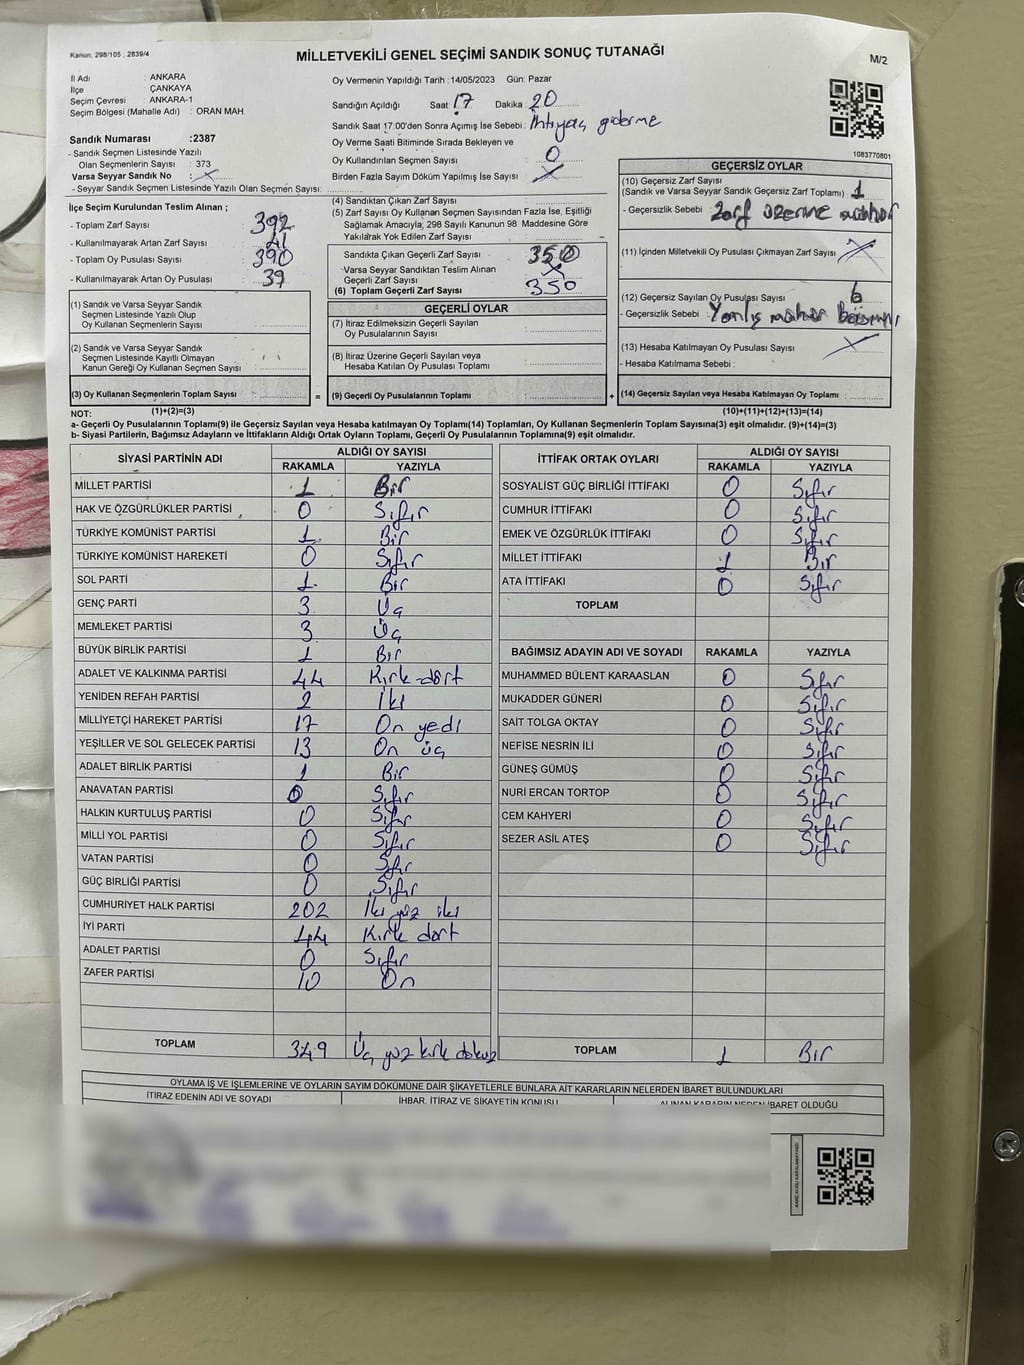 Kanun, 298/105 , 2839/4
MİLLETVEKİLİ GENEL SEÇİMİ SANDIK SONUÇ TUTANAĞI
M/2
İl Adı : ANKARA
İlçe ÇANKAYA
Seçim Çevresi : ANKARA-1
Seçim Bölgesi (Mahalle Adı) : ORAN MAH.
Sandık Numarası :2387
- Sandık Seçmen Listesinde Yazılı
Olan Seçmenlerin Sayısı : 373
Varsa Seyyar Sandık No : X
- Seyyar Sandık Seçmen Listesinde Yazılı Olan Seçmenlerin Sayısı:
İlçe Seçim Kurulundan Teslim Alınan ;
- Toplam Zarf Sayısı 392
- Kullanılmayarak Artan Zarf Sayısı 41
- Toplam Oy Pusulası Sayısı 390
- Kullanılmayarak Artan Oy Pusulası 39
Oy Vermenin Yapıldığı Tarih : 14/05/2023 Gün: Pazar
Sandığın Açıldığı Saat : 17 Dakika : 20
Sandık Saat 17:00'den Sonra Açımış İse Sebebi : İhtiyaç giderme
Oy Verme Saati Bitiminde Sırada Bekleyen ve
Oy Kullandırılan Seçmen Sayısı 0
Birden Fazla Sayım Döküm Yapılmış İse Sayısı X
(4) Sandıktan Çıkan Zarf Sayısı
(5) Zarf Sayısı Oy Kullanan Seçmen Sayısından Fazla İse, Eşitliği
Sağlamak Amacıyla, 298 Sayılı Kanunun 98 Maddesine Göre
Yakılarak Yok Edilen Zarf Sayısı
Sandıkta Çıkan Geçerli Zarf Sayısı 350
Varsa Seyyar Sandıktan Teslim Alınan
Geçerli Zarf Sayısı X
(6) Toplam Geçerli Zarf Sayısı 350
GEÇERSİZ OYLAR
1083770801
(10) Geçersiz Zarf Sayısı
(Sandık ve Varsa Seyyar Sandık Geçersiz Zarf Toplamı) 1
- Geçersizlik Sebebi : Zarf üzerine mühür
(11) İçinden Milletvekili Oy Pusulası Çıkmayan Zarf Sayısı X
(12) Geçersiz Sayılan Oy Pusulası Sayısı 6
- Geçersizlik Sebebi : Yanlış mühür
(13) Hesaba Katılmayan Oy Pusulası Sayısı X
- Hesaba Katılmama Sebebi :
(1) Sandık ve Varsa Seyyar Sandık
Seçmen Listesinde Yazılı Olup
Oy Kullanan Seçmenlerin Sayısı
(2) Sandık ve Varsa Seyyar Sandık
Seçmen Listesinde Kayıtlı Olmayan
Kanun Gereği Oy Kullanan Seçmen Sayısı
GEÇERLİ OYLAR
(7) İtiraz Edilmeksizin Geçerli Sayılan
Oy Pusulalarının Sayısı
(8) İtiraz Üzerine Geçerli Sayılan veya
Hesaba Katılan Oy Pusulası Toplamı
(3) Oy Kullanan Seçmenlerin Toplam Sayısı = (9) Geçerli Oy Pusulalarının Toplamı + (14) Geçersiz Sayılan veya Hesaba Katılmayan Oy Toplamı
NOT: (1)+(2)=(3) (10)+(11)+(12)+(13)=(14)
a- Geçerli Oy Pusulalarının Toplamı(9) ile Geçersiz Sayılan veya Hesaba katılmayan Oy Toplamı(14) Toplamları, Oy Kullanan Seçmenlerin Toplam Sayısına(3) eşit olmalıdır. (9)+(14)=(3)
b- Siyasi Partilerin, Bağımsız Adayların ve İttifakların Aldığı Ortak Oyların Toplamı, Geçerli Oy Pusulalarının Toplamına(9) eşit olmalıdır.
SİYASİ PARTİNİN ADI ALDIĞI OY SAYISI
RAKAMLA YAZIYLA
MİLLET PARTİSİ 1 Bir
HAK VE ÖZGÜRLÜKLER PARTİSİ 0 Sıfır
TÜRKİYE KOMÜNİST PARTİSİ 1 Bir
TÜRKİYE KOMÜNİST HAREKETİ 0 Sıfır
SOL PARTİ 1 Bir
GENÇ PARTİ 3 Üç
MEMLEKET PARTİSİ 3 Üç
BÜYÜK BİRLİK PARTİSİ 1 Bir
ADALET VE KALKINMA PARTİSİ 44 Kırk-dört
YENİDEN REFAH PARTİSİ 2 İki
MİLLİYETÇİ HAREKET PARTİSİ 17 On yedi
YEŞİLLER VE SOL GELECEK PARTİSİ 13 On üç
ADALET BİRLİK PARTİSİ 1 Bir
ANAVATAN PARTİSİ 0 Sıfır
HALKIN KURTULUŞ PARTİSİ 0 Sıfır
MİLLİ YOL PARTİSİ 0 Sıfır
VATAN PARTİSİ 0 Sıfır
GÜÇ BİRLİĞİ PARTİSİ 0 Sıfır
CUMHURİYET HALK PARTİSİ 202 İki yüz iki
İYİ PARTİ 44 Kırk dört
ADALET PARTİSİ 0 Sıfır
ZAFER PARTİSİ 10 On
TOPLAM 349 Üç yüz kırk dokuz
İTTİFAK ORTAK OYLARI ALDIĞI OY SAYISI
RAKAMLA YAZIYLA
SOSYALİST GÜÇ BİRLİĞİ İTTİFAKI 0 Sıfır
CUMHUR İTTİFAKI 0 Sıfır
EMEK VE ÖZGÜRLÜK İTTİFAKI 0 Sıfır
MİLLET İTTİFAKI 1 Bir
ATA İTTİFAKI 0 Sıfır
TOPLAM
BAĞIMSIZ ADAYIN ADI VE SOYADI RAKAMLA YAZIYLA
MUHAMMED BÜLENT KARAASLAN 0 Sıfır
MUKADDER GÜNERİ 0 Sıfır
SAİT TOLGA OKTAY 0 Sıfır
NEFİSE NESRİN İLİ 0 Sıfır
GÜNEŞ GÜMÜŞ 0 Sıfır
NURİ ERCAN TORTOP 0 Sıfır
CEM KAHYERİ 0 Sıfır
SEZER ASİL ATEŞ 0 Sıfır
TOPLAM 1 Bir
OYLAMA İŞ VE İŞLEMLERİNE VE OYLARIN SAYIM DÖKÜMÜNE DAİR ŞİKAYETLERLE BUNLARA AİT KARARLARIN NELERDEN İBARET BULUNDUKLARI
İTİRAZ EDENİN ADI VE SOYADI İHBAR, İTİRAZ VE ŞİKAYETİN KONUSU ALINAN KARARIN NEDEN İBARET OLDUĞU